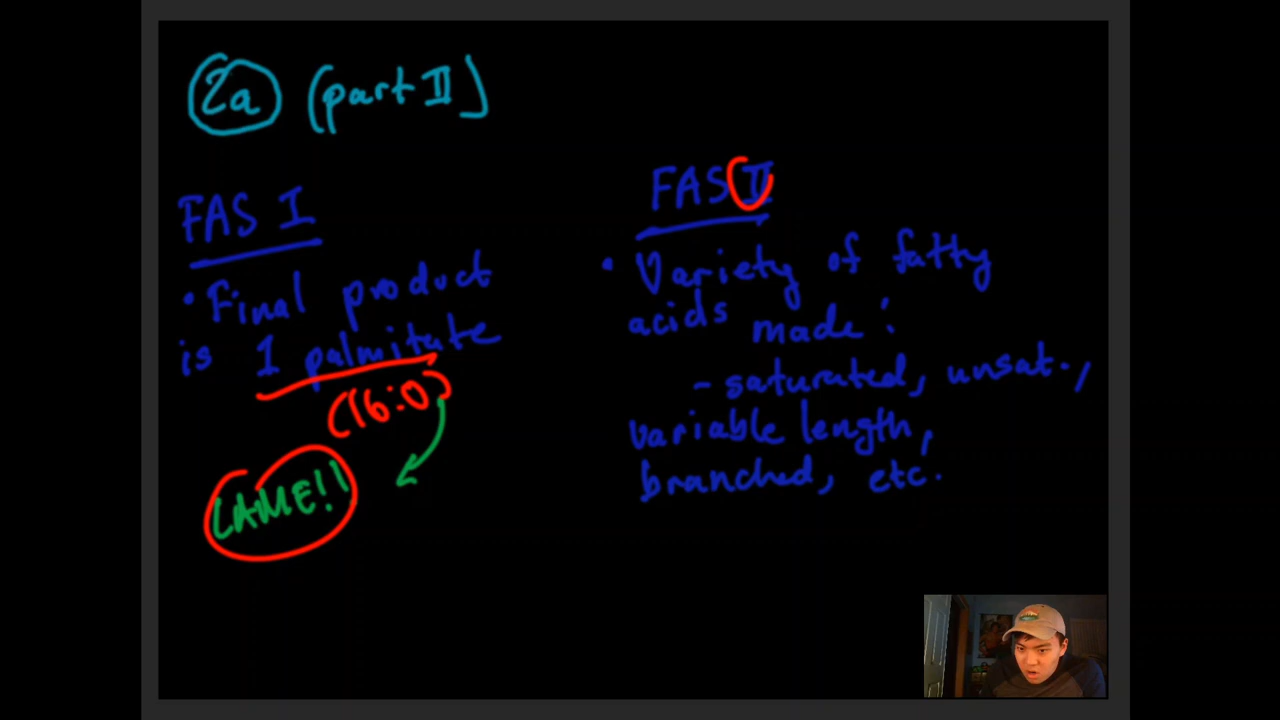 2a (part II)
FAS I
• Final product
is 1 palmitate
(16:0)
LAME!!
FAS II
• Variety of fatty
acids made:
- saturated, unsat.,
variable length,
branched, etc.